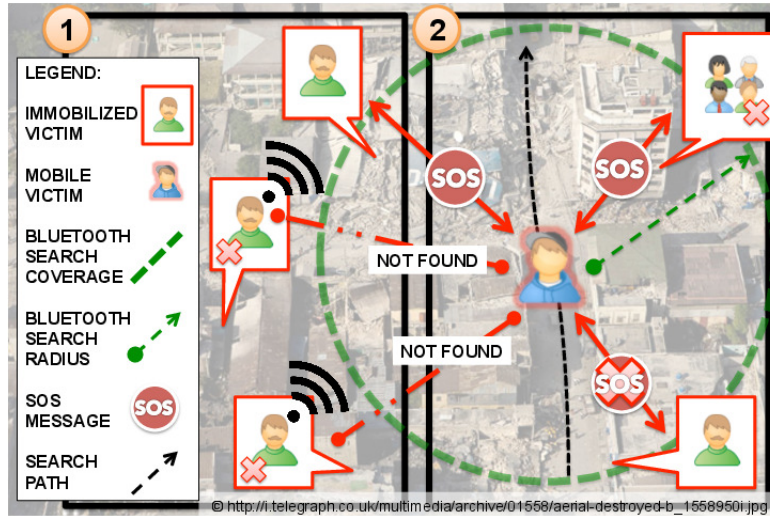 1
2
LEGEND:
IMMOBILIZED
VICTIM
MOBILE
VICTIM
BLUETOOTH
SEARCH
COVERAGE
BLUETOOTH
SEARCH
RADIUS
SOS
MESSAGE
SOS
SEARCH
PATH
SOS
SOS
NOT FOUND
NOT FOUND
SOS
© http://i.telegraph.co.uk/multimedia/archive/01558/aerial-destroyed-b_1558950i.jpg